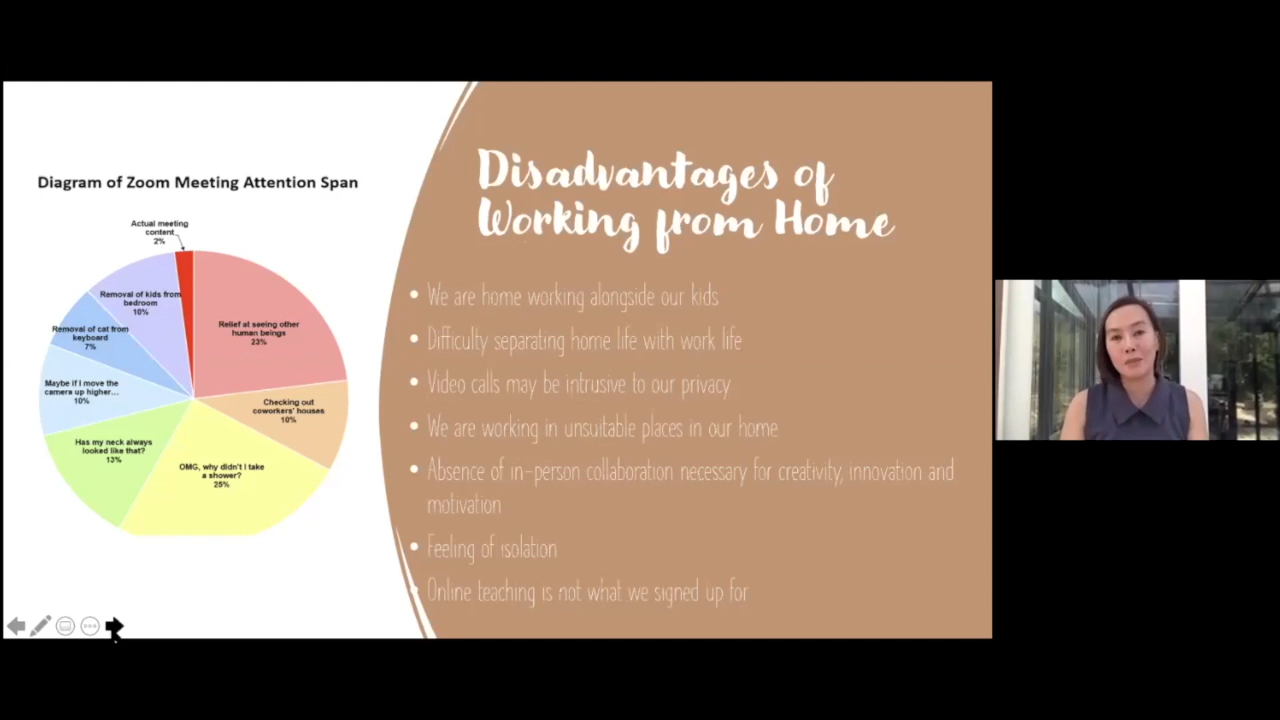 Diagram of Zoom Meeting Attention Span
Actual meeting
content
2%
Relief at seeing other
human beings
23%
Checking out
coworkers' houses
10%
OMG, why didn't I take
a shower?
25%
Has my neck always
looked like that?
13%
Maybe if I move the
camera up higher...
10%
Removal of cat from
keyboard
7%
Removal of kids from
bedroom
10%
Disadvantages of
Working from Home
• We are home working alongside our kids
• Difficulty separating home life with work life
• Video calls may be intrusive to our privacy
• We are working in unsuitable places in our home
• Absence of in-person collaboration necessary for creativity, innovation and
motivation
• Feeling of isolation
• Online teaching is not what we signed up for